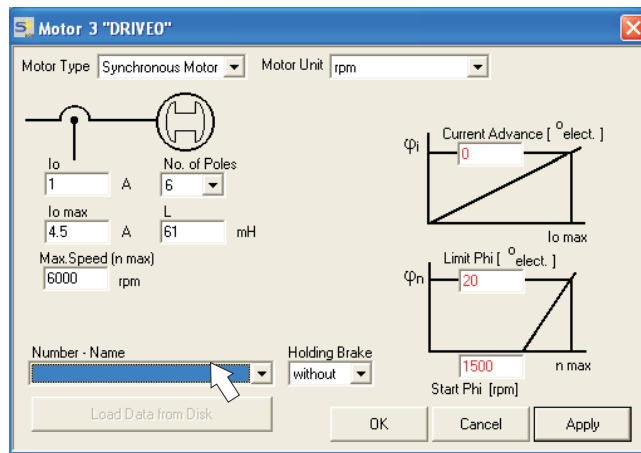 Motor 3 "DRIVE0"
Motor Type Synchronous Motor Motor Unit rpm
Io
1 A
No. of Poles
6
Io max
4.5 A
L
61 mH
Max.Speed (n max)
6000 rpm
φi
Current Advance [ °elect. ]
0
Io max
φn
Limit Phi [ °elect. ]
20
1500
n max
Start Phi [rpm]
Number - Name
Holding Brake
without
Load Data from Disk
OK Cancel Apply